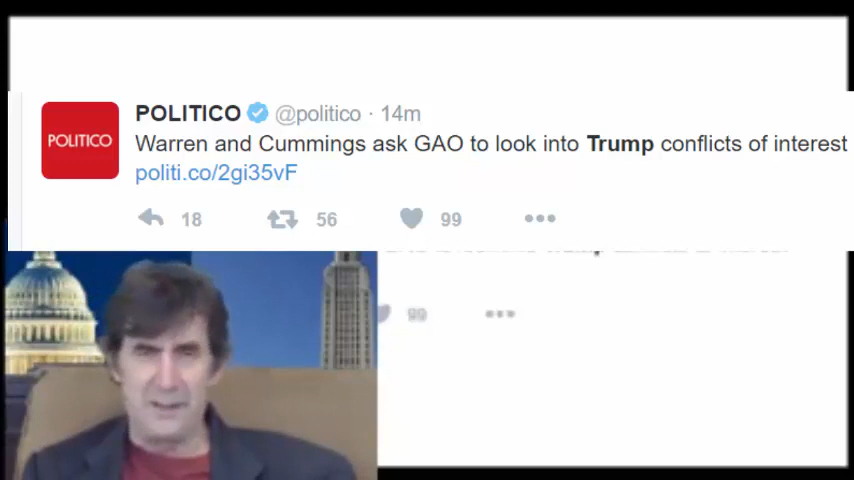 POLITICO @politico · 14m
POLITICO
Warren and Cummings ask GAO to look into Trump conflicts of interest
politi.co/2gi35vF
18 56 99
99